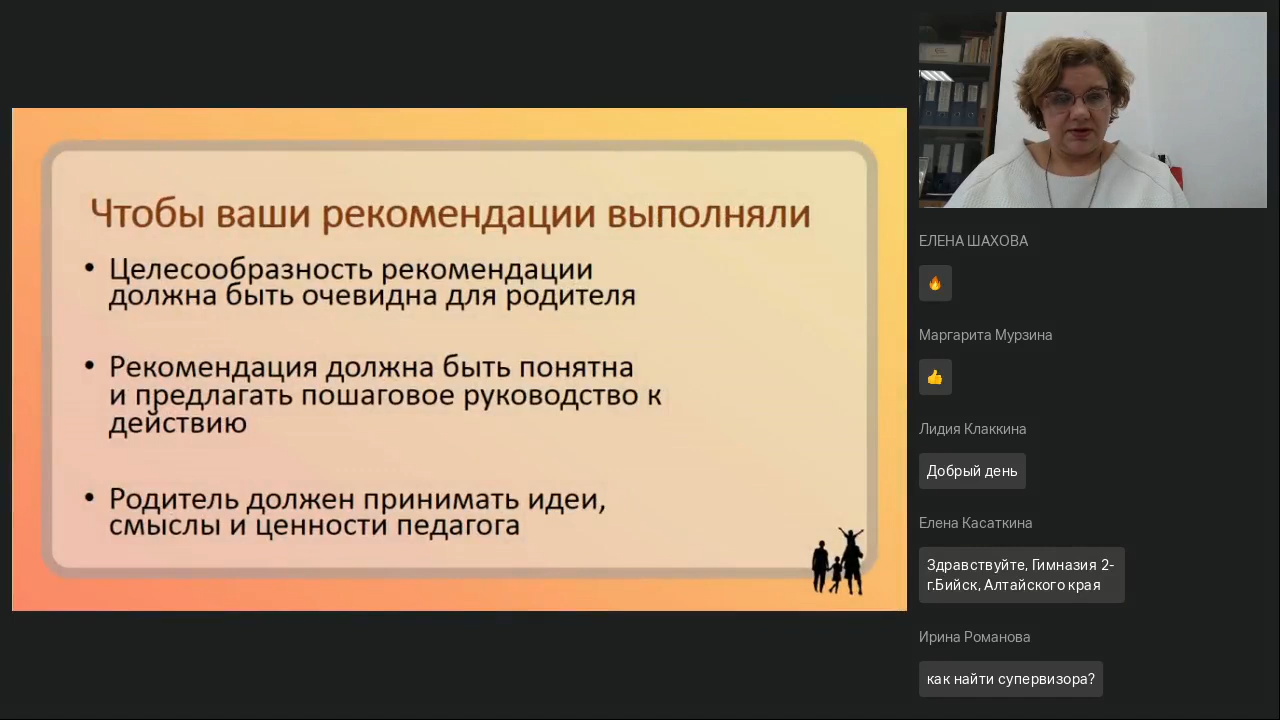 Чтобы ваши рекомендации выполняли
• Целесообразность рекомендации
должна быть очевидна для родителя
• Рекомендация должна быть понятна
и предлагать пошаговое руководство к
действию
• Родитель должен принимать идеи,
смыслы и ценности педагога
ЕЛЕНА ШАХОВА
🔥
Маргарита Мурзина
👍
Лидия Клаккина
Добрый день
Елена Касаткина
Здравствуйте, Гимназия 2-
г.Бийск, Алтайского края
Ирина Романова
как найти супервизора?